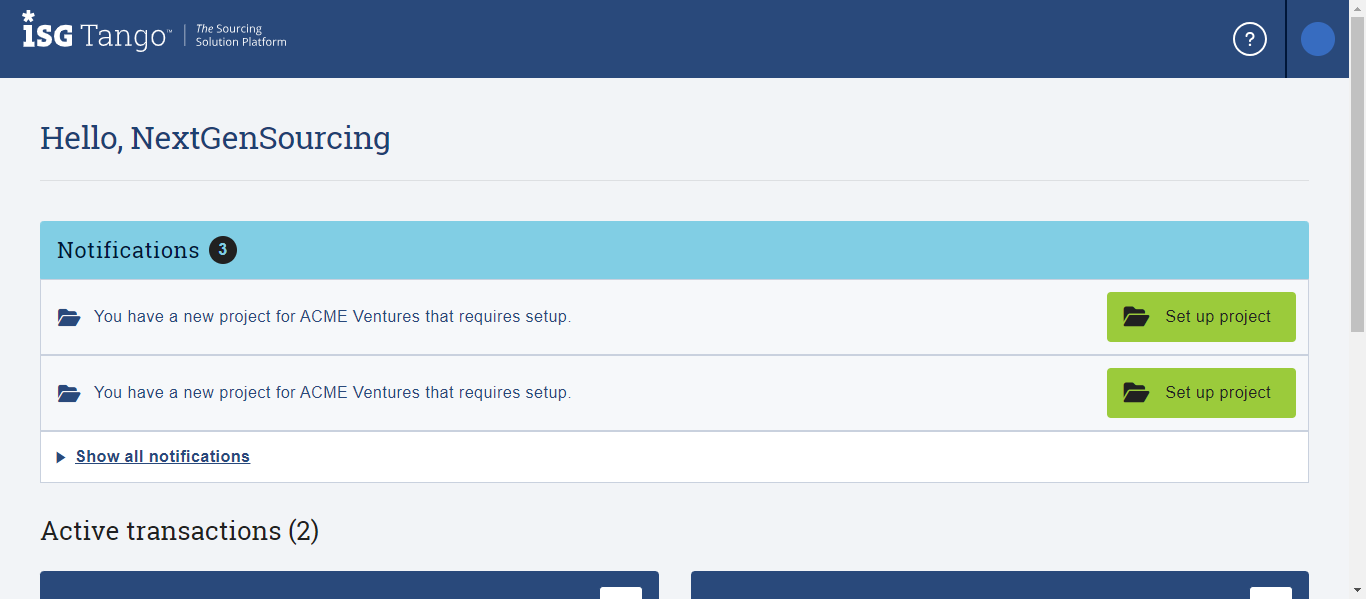 iSG Tango™
The Sourcing
Solution Platform
?
Hello, NextGenSourcing
Notifications 3
You have a new project for ACME Ventures that requires setup.
Set up project
You have a new project for ACME Ventures that requires setup.
Set up project
Show all notifications
Active transactions (2)